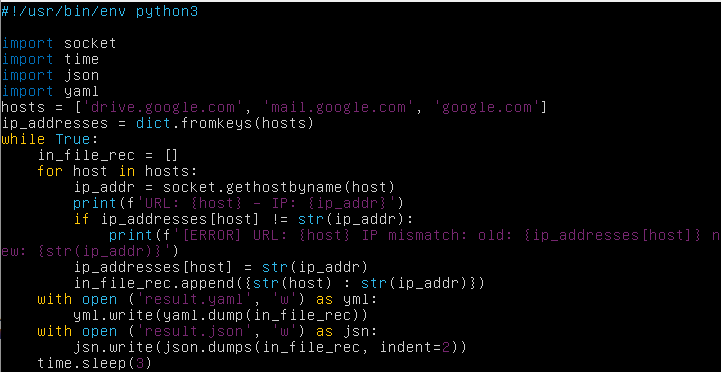 #!/usr/bin/env python3

import socket
import time
import json
import yaml
hosts = ['drive.google.com', 'mail.google.com', 'google.com']
ip_addresses = dict.fromkeys(hosts)
while True:
    in_file_rec = []
    for host in hosts:
        ip_addr = socket.gethostbyname(host)
        print(f'URL: {host} - IP: {ip_addr}')
        if ip_addresses[host] != str(ip_addr):
            print(f'[ERROR] URL: {host} IP mismatch: old: {ip_addresses[host]} n
ew: {str(ip_addr)}')
        ip_addresses[host] = str(ip_addr)
        in_file_rec.append({str(host) : str(ip_addr)})
    with open ('result.yaml', 'w') as yml:
        yml.write(yaml.dump(in_file_rec))
    with open ('result.json', 'w') as jsn:
        jsn.write(json.dumps(in_file_rec, indent=2))
    time.sleep(3)